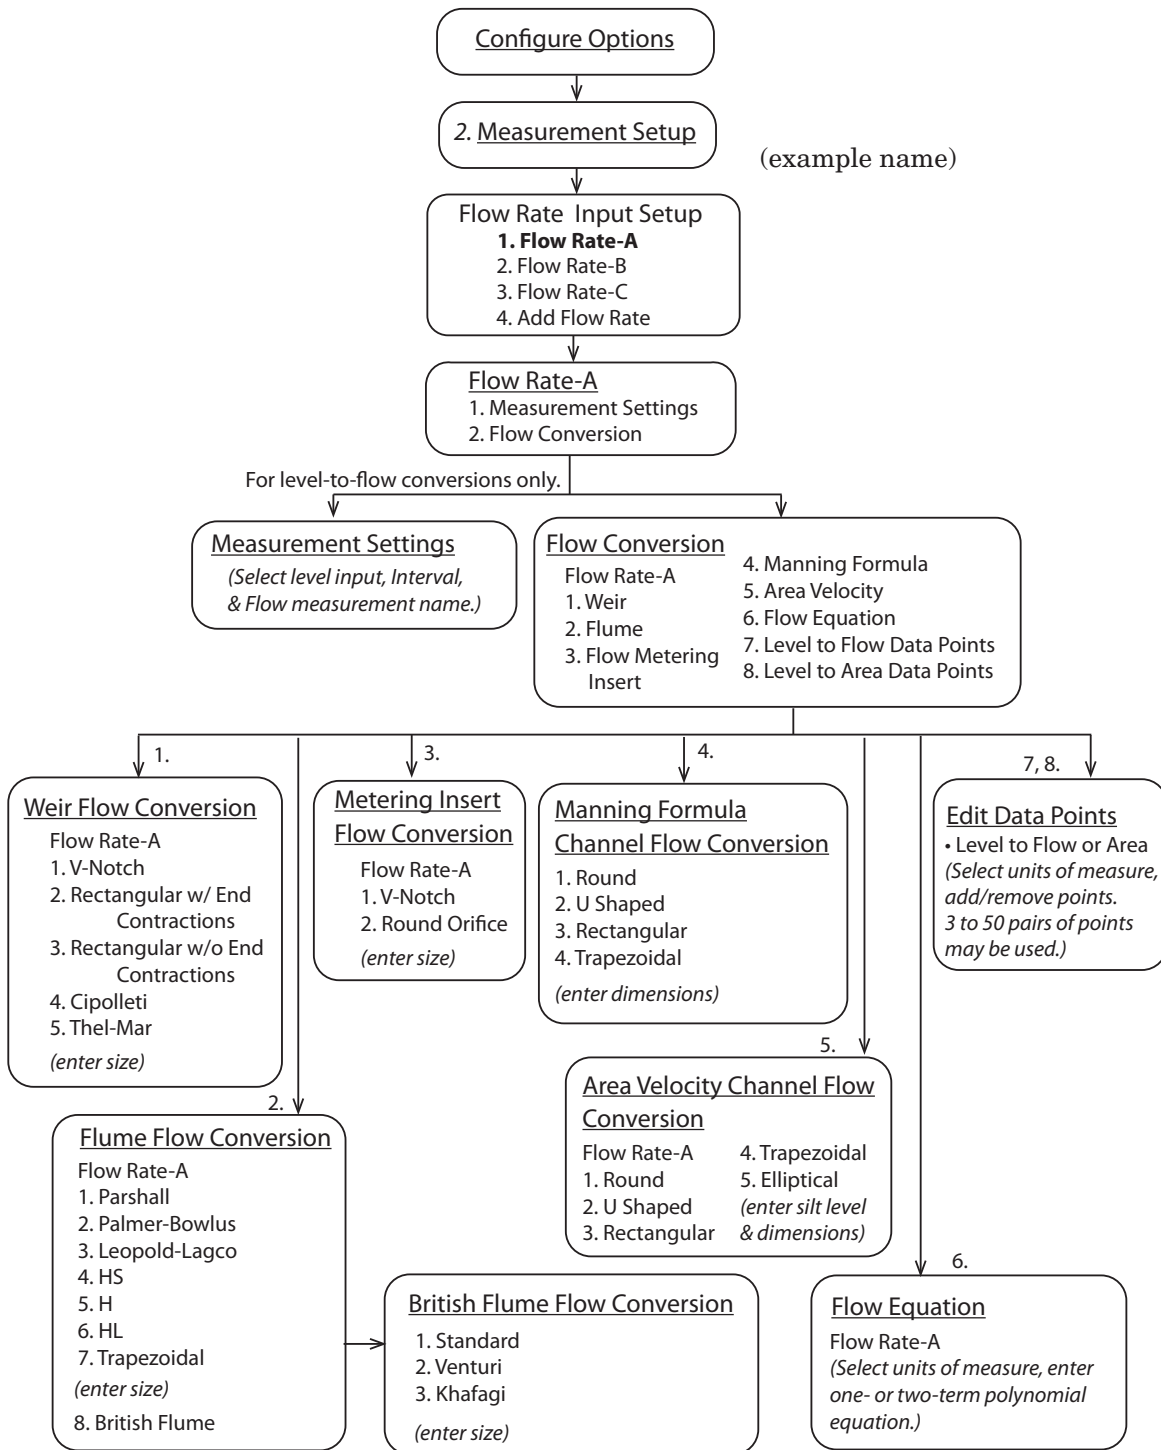 Configure Options
2. Measurement Setup
(example name)
Flow Rate Input Setup
1. Flow Rate-A
2. Flow Rate-B
3. Flow Rate-C
4. Add Flow Rate
Flow Rate-A
1. Measurement Settings
2. Flow Conversion
For level-to-flow conversions only.
Measurement Settings
(Select level input, Interval,
& Flow measurement name.)
Flow Conversion
Flow Rate-A
1. Weir
2. Flume
3. Flow Metering
Insert
4. Manning Formula
5. Area Velocity
6. Flow Equation
7. Level to Flow Data Points
8. Level to Area Data Points
1.
Weir Flow Conversion
Flow Rate-A
1. V-Notch
2. Rectangular w/ End
Contractions
3. Rectangular w/o End
Contractions
4. Cipolleti
5. Thel-Mar
(enter size)
3.
Metering Insert
Flow Conversion
Flow Rate-A
1. V-Notch
2. Round Orifice
(enter size)
4.
Manning Formula
Channel Flow Conversion
1. Round
2. U Shaped
3. Rectangular
4. Trapezoidal
(enter dimensions)
7, 8.
Edit Data Points
• Level to Flow or Area
(Select units of measure,
add/remove points.
3 to 50 pairs of points
may be used.)
5.
Area Velocity Channel Flow
Conversion
Flow Rate-A
1. Round
2. U Shaped
3. Rectangular
4. Trapezoidal
5. Elliptical
(enter silt level
& dimensions)
2.
Flume Flow Conversion
Flow Rate-A
1. Parshall
2. Palmer-Bowlus
3. Leopold-Lagco
4. HS
5. H
6. HL
7. Trapezoidal
(enter size)
8. British Flume
British Flume Flow Conversion
1. Standard
2. Venturi
3. Khafagi
(enter size)
6.
Flow Equation
Flow Rate-A
(Select units of measure, enter
one- or two-term polynomial
equation.)